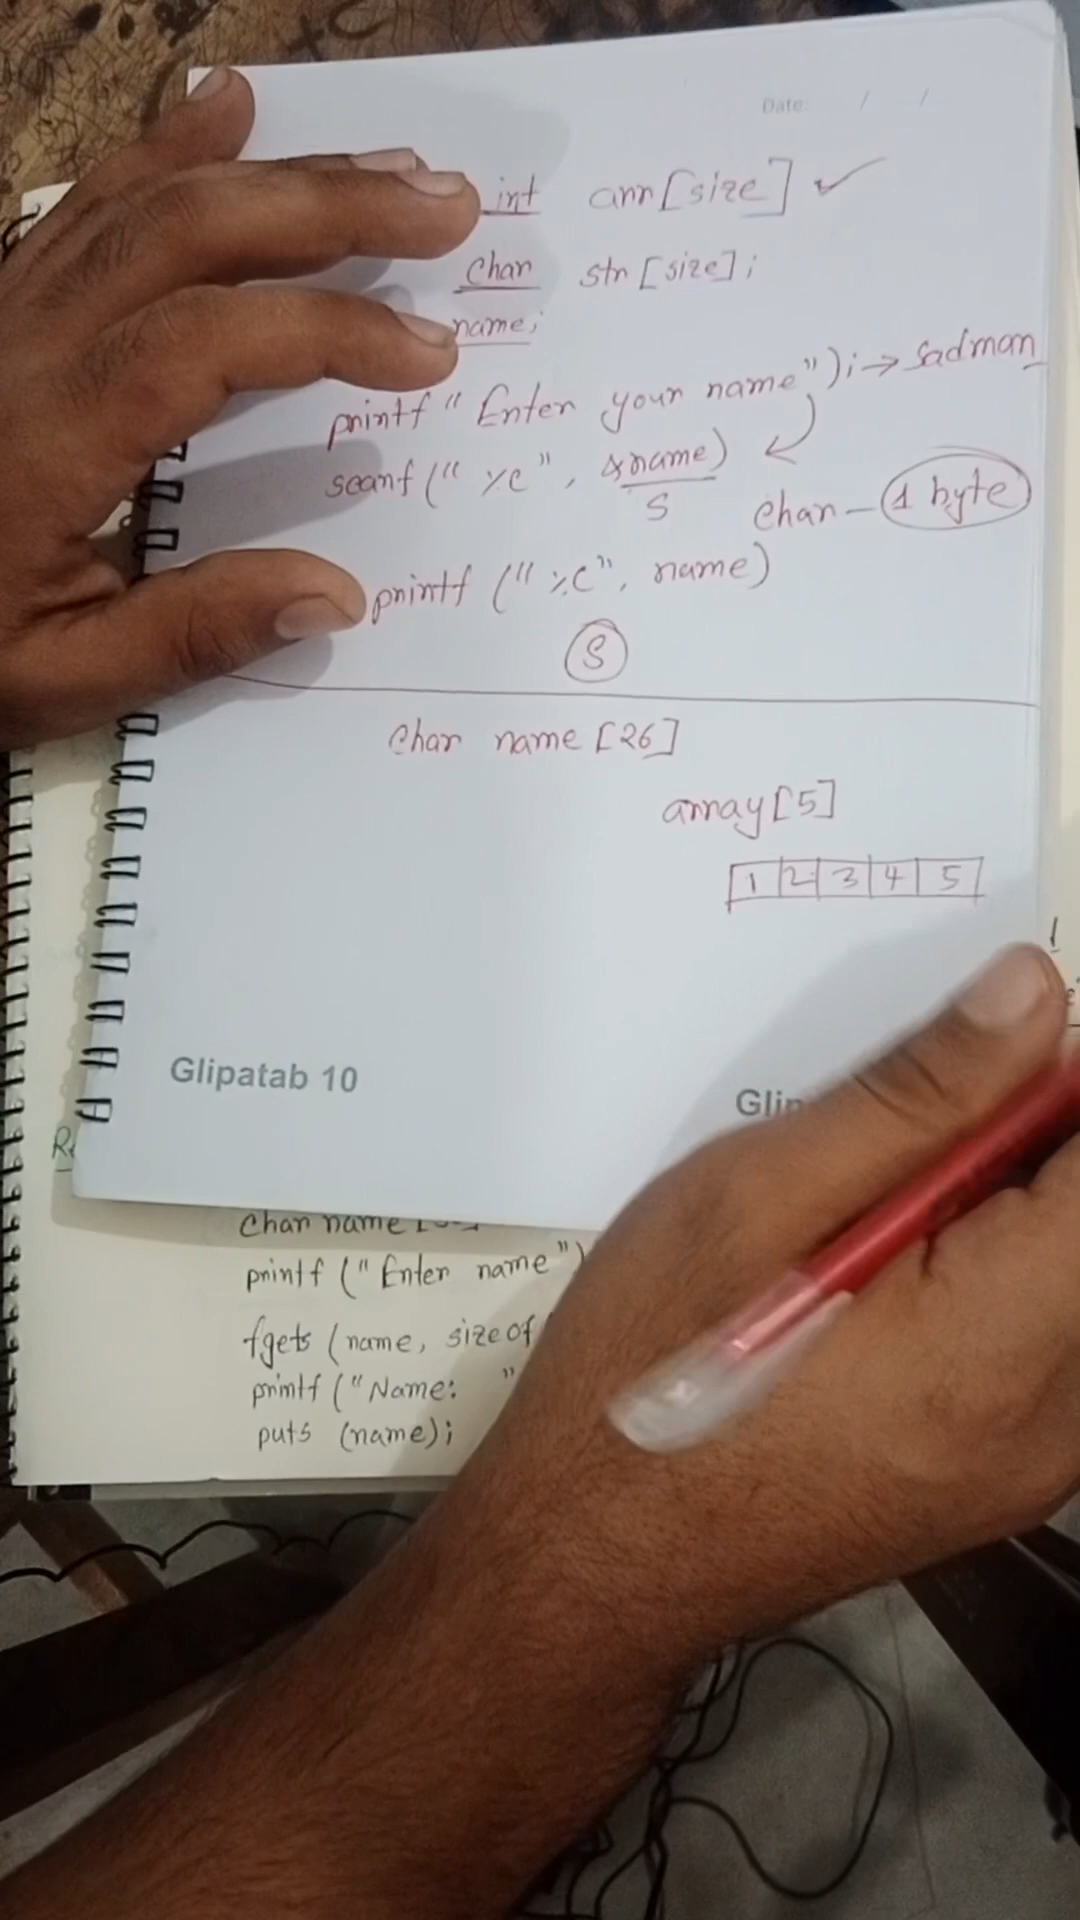 Date: / /
int arr[size] ✓
char str[size];
name;
printf "Enter your name"); → Sadman
scanf("%c", &name)
S
char - 1 byte
printf ("%c", name)
S
char name [26]
array[5]
1 2 3 4 5
Glipatab 10
char name
printf ("Enter name")
fgets (name, sizeof
printf ("Name: "
puts (name);